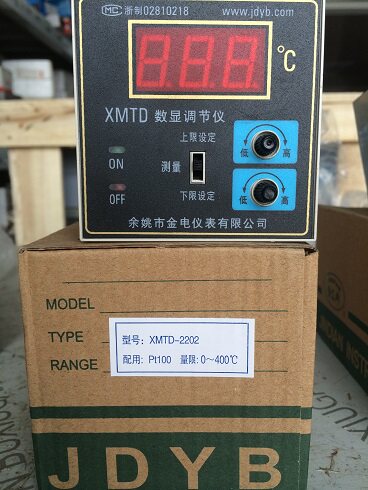 MC 浙制02810218
www.jdyb.com
888
°C
XMTD 数显调节仪
上限设定
低 高
ON
测量
OFF
下限设定
低 高
余姚市金电仪表有限公司
MODEL
TYPE
RANGE
型号: XMTD-2202
配用: Pt100 量限: 0～400℃
JDYB